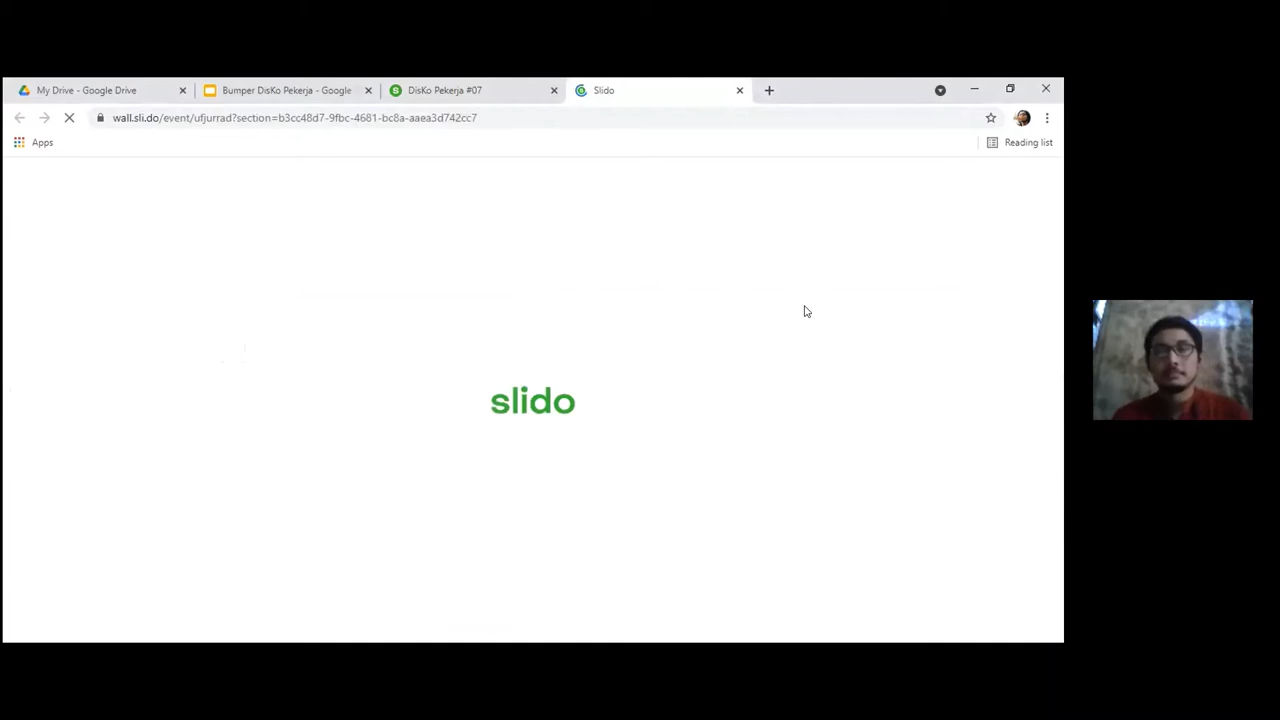 My Drive - Google Drive
Bumper DisKo Pekerja - Google
DisKo Pekerja #07
Slido
wall.sli.do/event/ufjurrad?section=b3cc48d7-9fbc-4681-bc8a-aaea3d742cc7
Apps
Reading list
slido